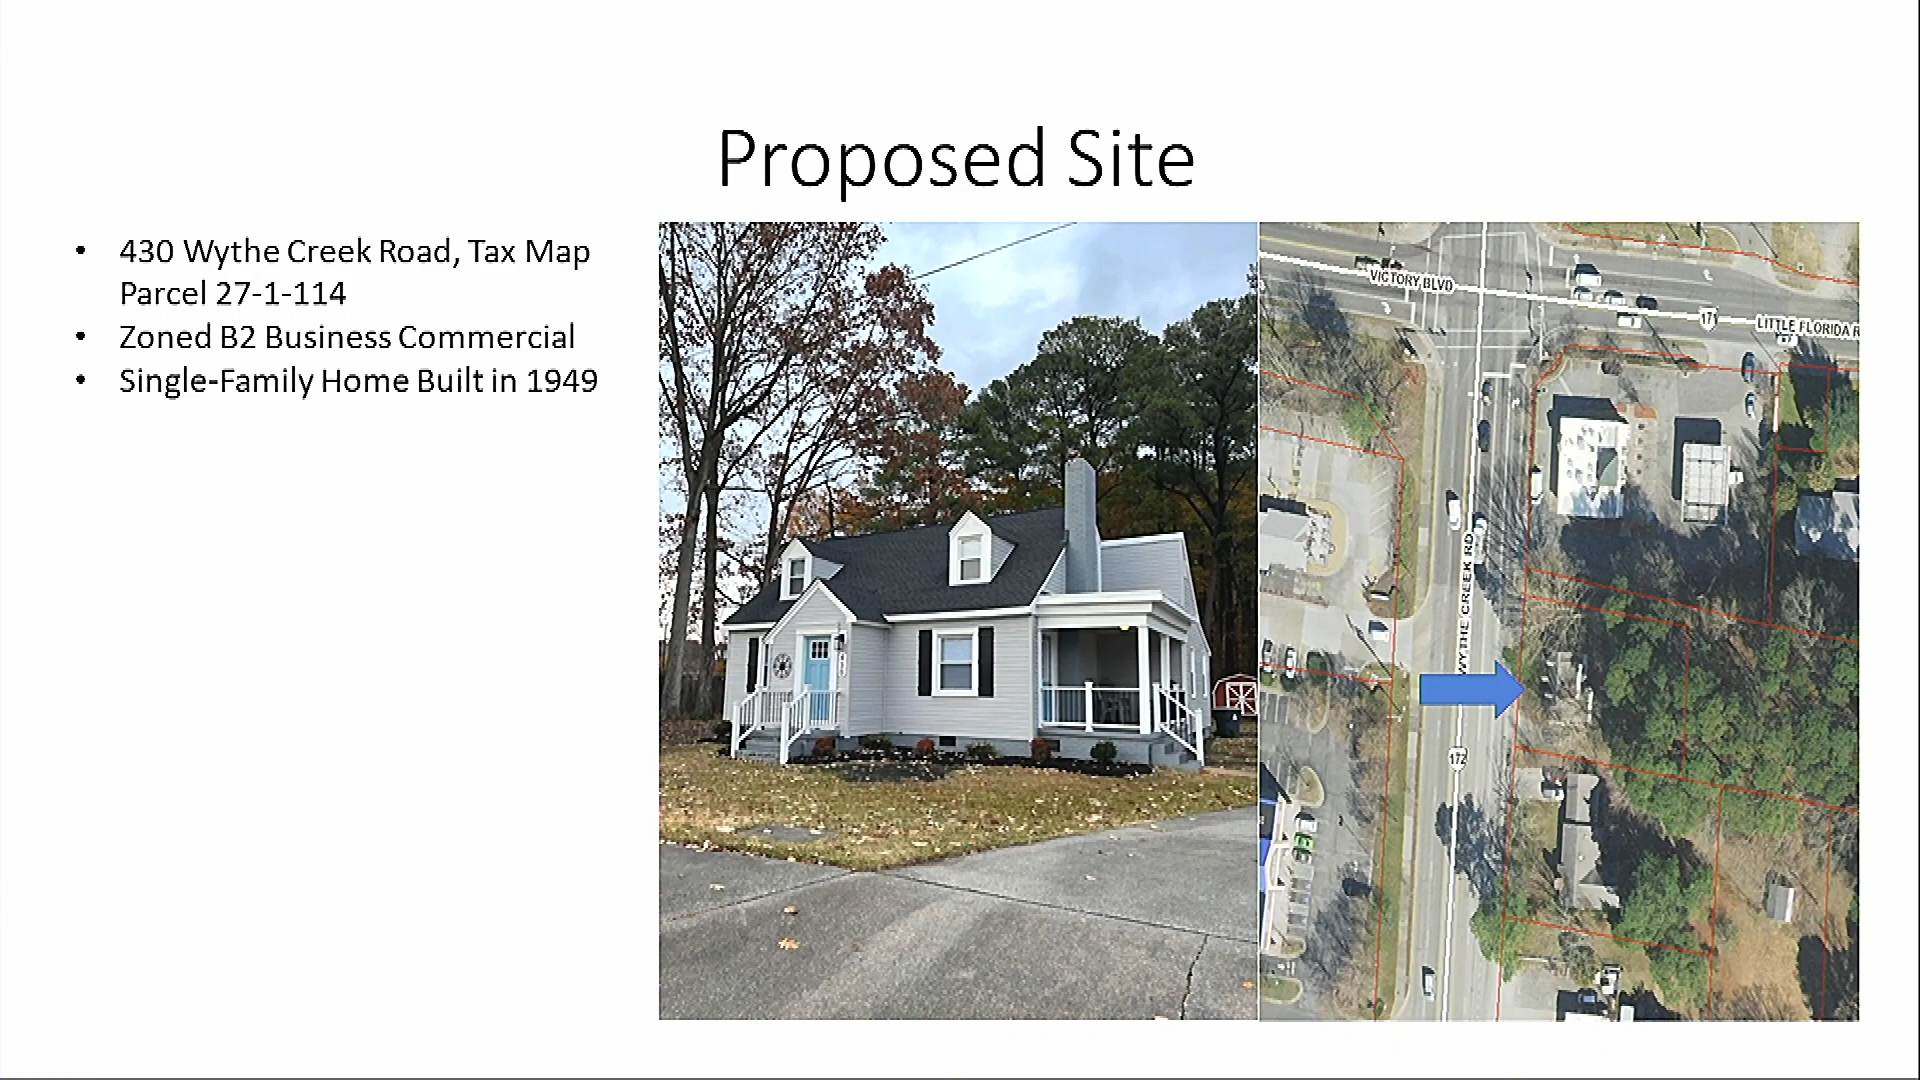 Proposed Site
• 430 Wythe Creek Road, Tax Map
Parcel 27-1-114
• Zoned B2 Business Commercial
• Single-Family Home Built in 1949
VICTORY BLVD
171
LITTLE FLORIDA R
WYTHE CREEK RD
172